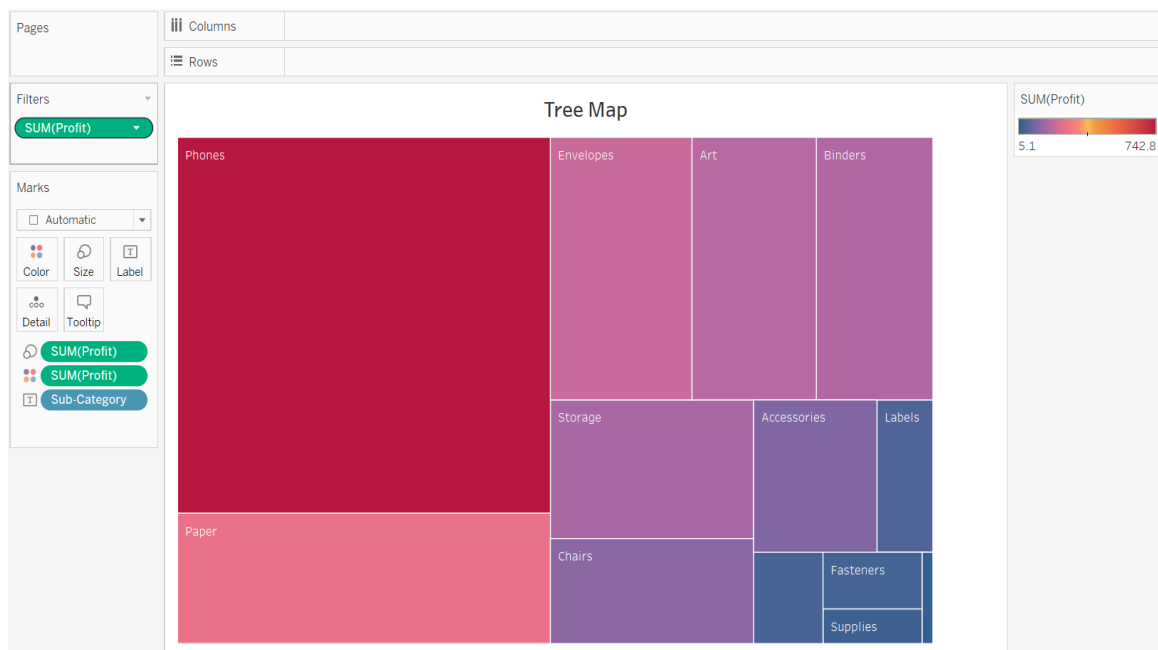 Pages
Columns
Rows
Filters
SUM(Profit)
Marks
Automatic
Color
Size
Label
Detail
Tooltip
SUM(Profit)
SUM(Profit)
Sub-Category
Tree Map
Phones
Envelopes
Art
Binders
Storage
Accessories
Labels
Paper
Chairs
Fasteners
Supplies
SUM(Profit)
5.1 742.8